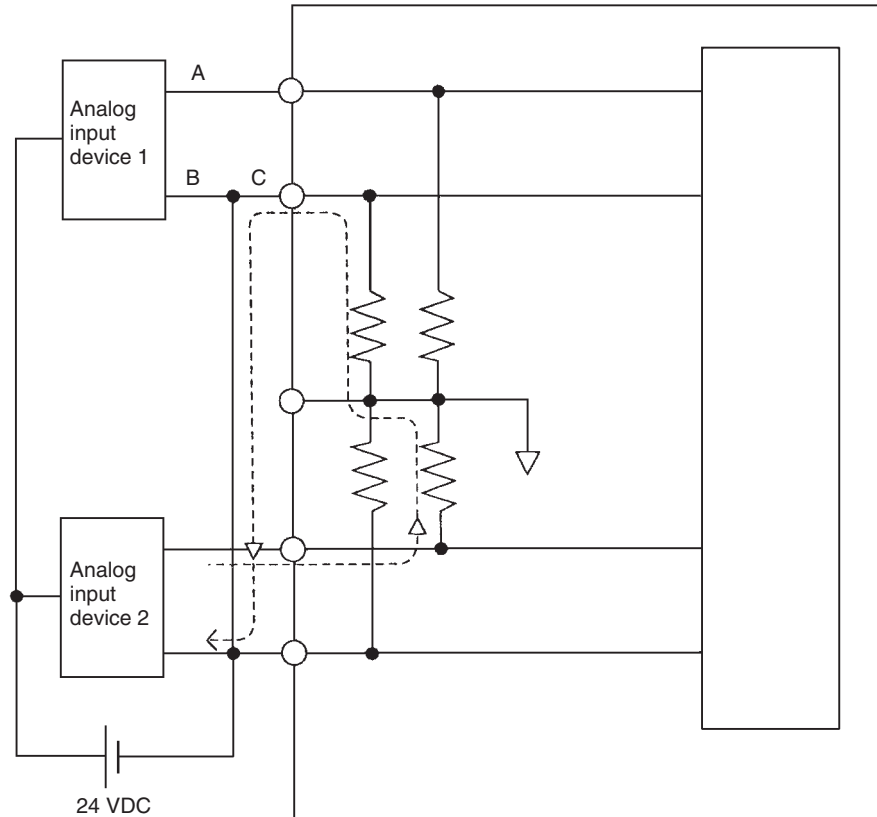 A
Analog
input
device 1
B
C
Analog
input
device 2
24 VDC